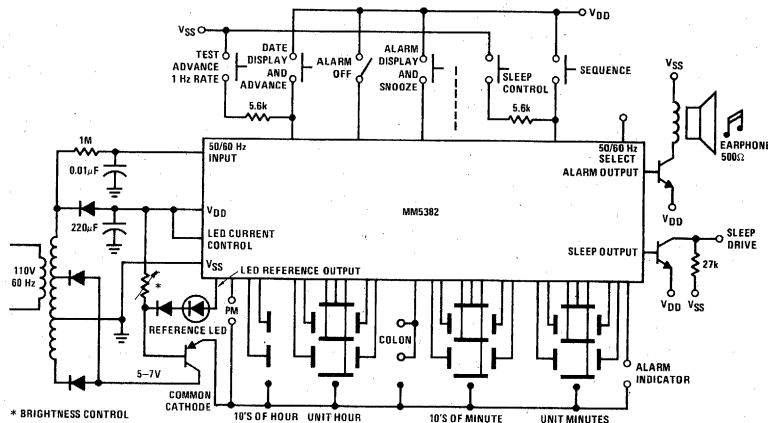 VSS
VDD
TEST
ADVANCE
1 Hz RATE
DATE
DISPLAY
AND
ADVANCE
ALARM
OFF
ALARM
DISPLAY
AND
SNOOZE
SLEEP
CONTROL
SEQUENCE
5.6k
5.6k
VSS
EARPHONE
500Ω
1M
0.01μF
50/60 Hz
INPUT
50/60 Hz
SELECT
ALARM OUTPUT
VDD
220μF
VDD
LED CURRENT
CONTROL
MM5382
SLEEP OUTPUT
SLEEP
DRIVE
27k
VDD
VSS
VSS
LED REFERENCE OUTPUT
110V
60 Hz
*
REFERENCE LED
PM
COLON
ALARM
INDICATOR
5–7V
COMMON
CATHODE
* BRIGHTNESS CONTROL
10'S OF HOUR
UNIT HOUR
10'S OF MINUTE
UNIT MINUTES